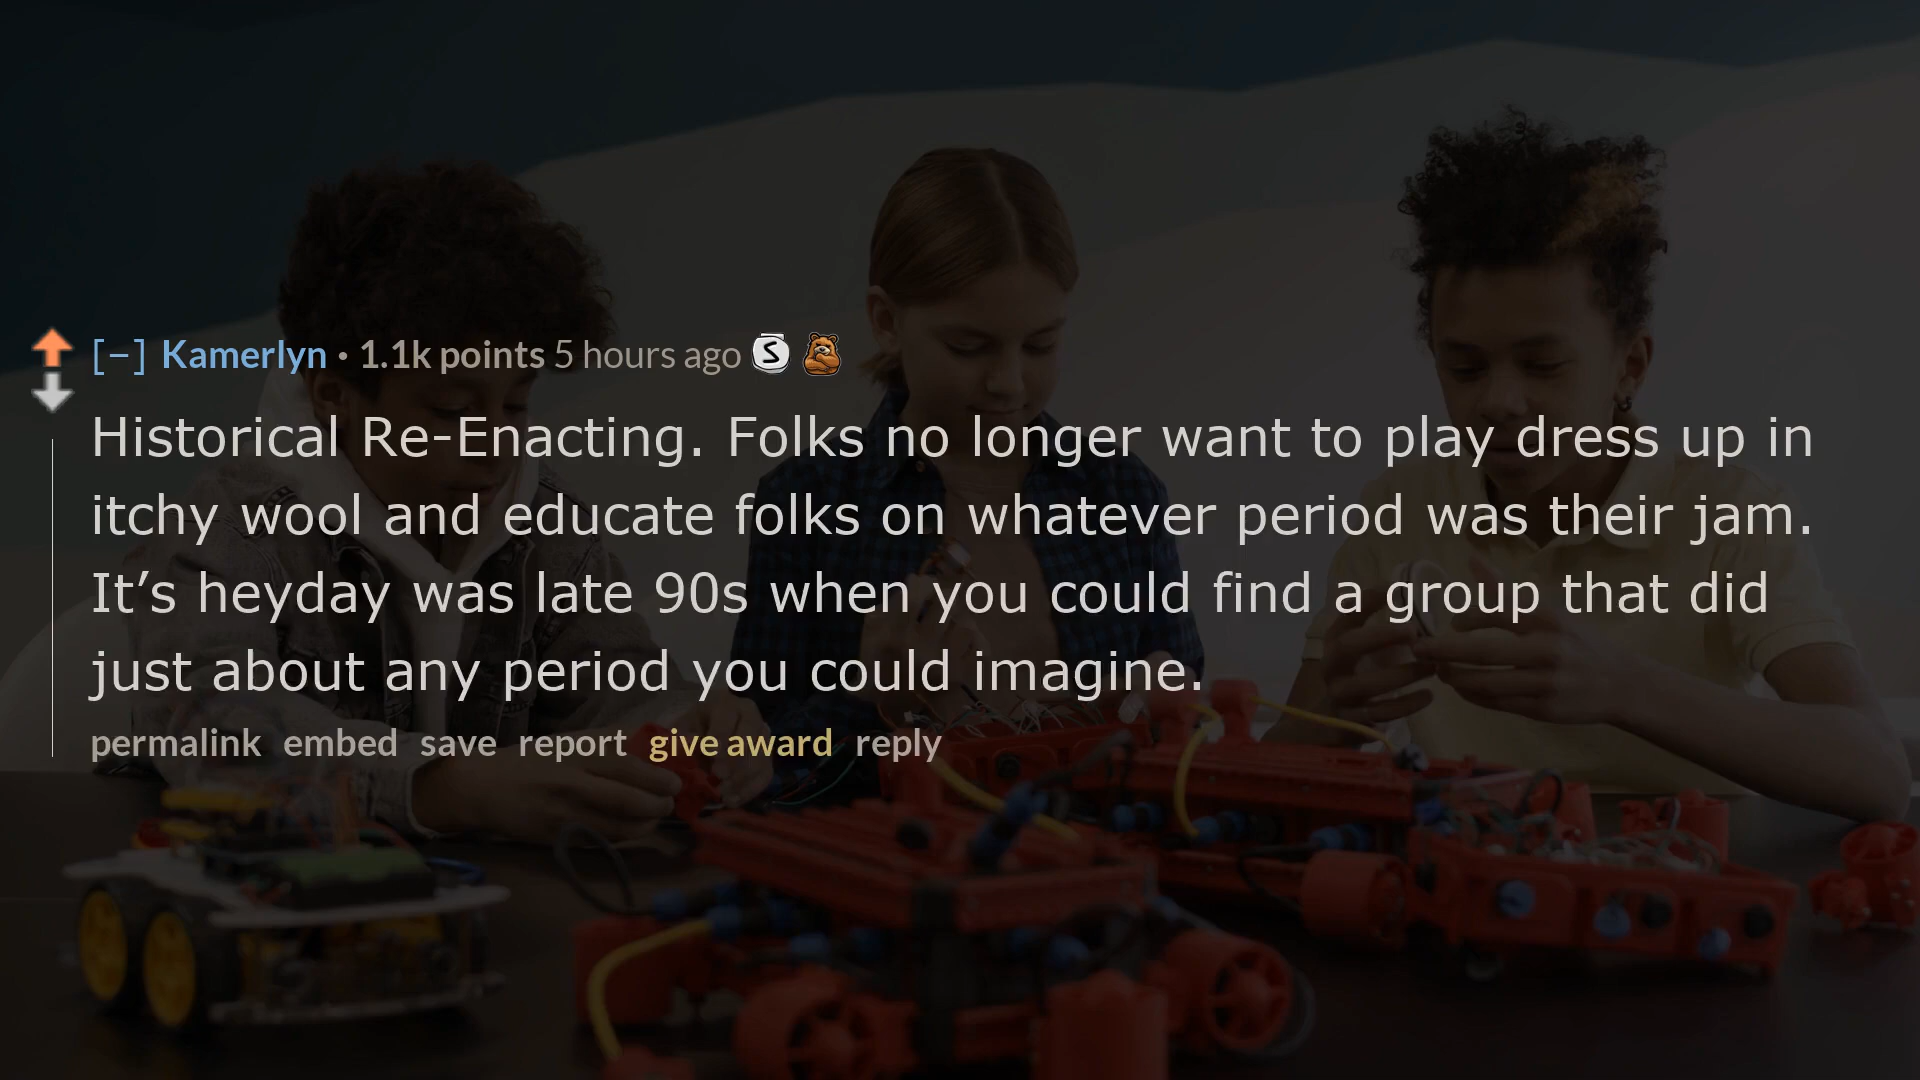 [–] Kamerlyn · 1.1k points 5 hours ago S
Historical Re-Enacting. Folks no longer want to play dress up in
itchy wool and educate folks on whatever period was their jam.
It’s heyday was late 90s when you could find a group that did
just about any period you could imagine.
permalink embed save report give award reply